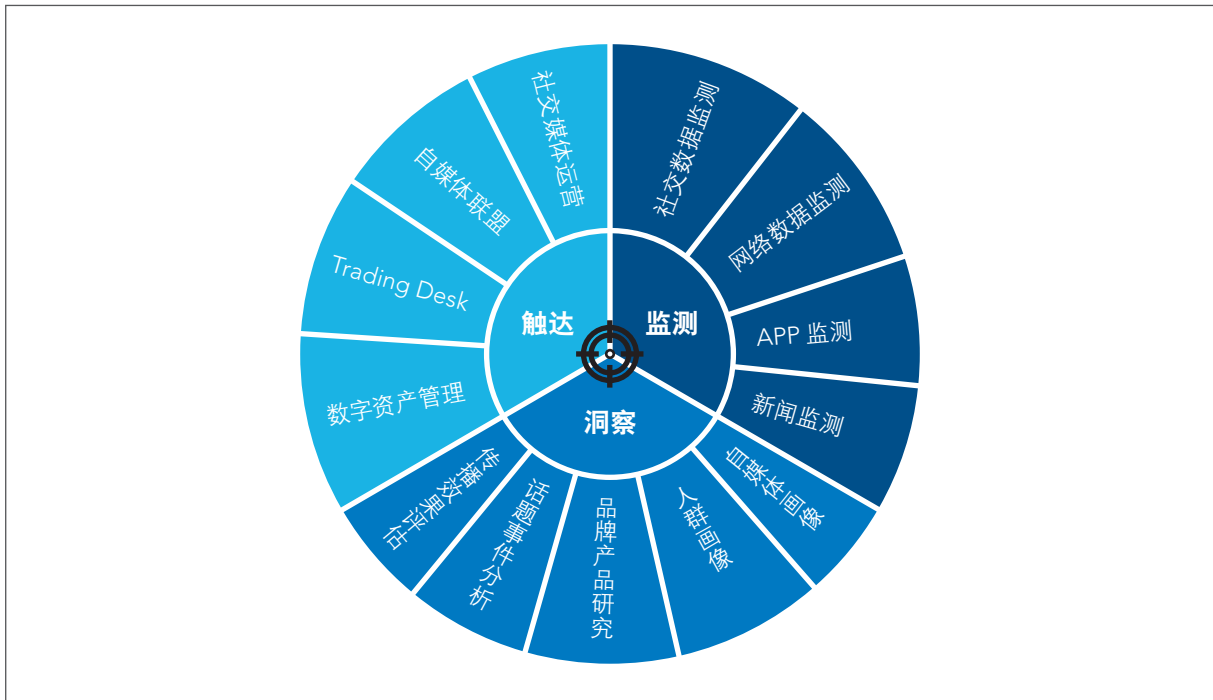 社交媒体运营
社交数据监测
自媒体联盟
网络数据监测
Trading Desk
触达
监测
APP 监测
数字资产管理
洞察
新闻监测
传播效果评估
话题事件分析
品牌产品研究
人群画像
自媒体画像